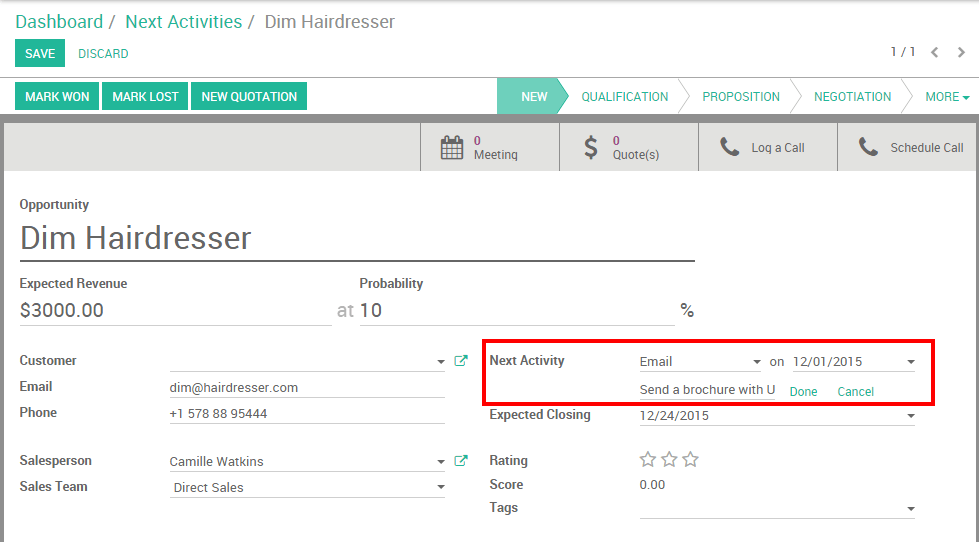 Dashboard / Next Activities / Dim Hairdresser
SAVE DISCARD 1 / 1
MARK WON MARK LOST NEW QUOTATION NEW QUALIFICATION PROPOSITION NEGOTIATION MORE
0 Meeting
0 Quote(s)
Log a Call
Schedule Call
Opportunity
Dim Hairdresser
Expected Revenue Probability
$3000.00 at 10 %
Customer
Email dim@hairdresser.com
Phone +1 578 88 95444
Next Activity Email on 12/01/2015
Send a brochure with U Done Cancel
Expected Closing 12/24/2015
Salesperson Camille Watkins
Sales Team Direct Sales
Rating
Score 0.00
Tags